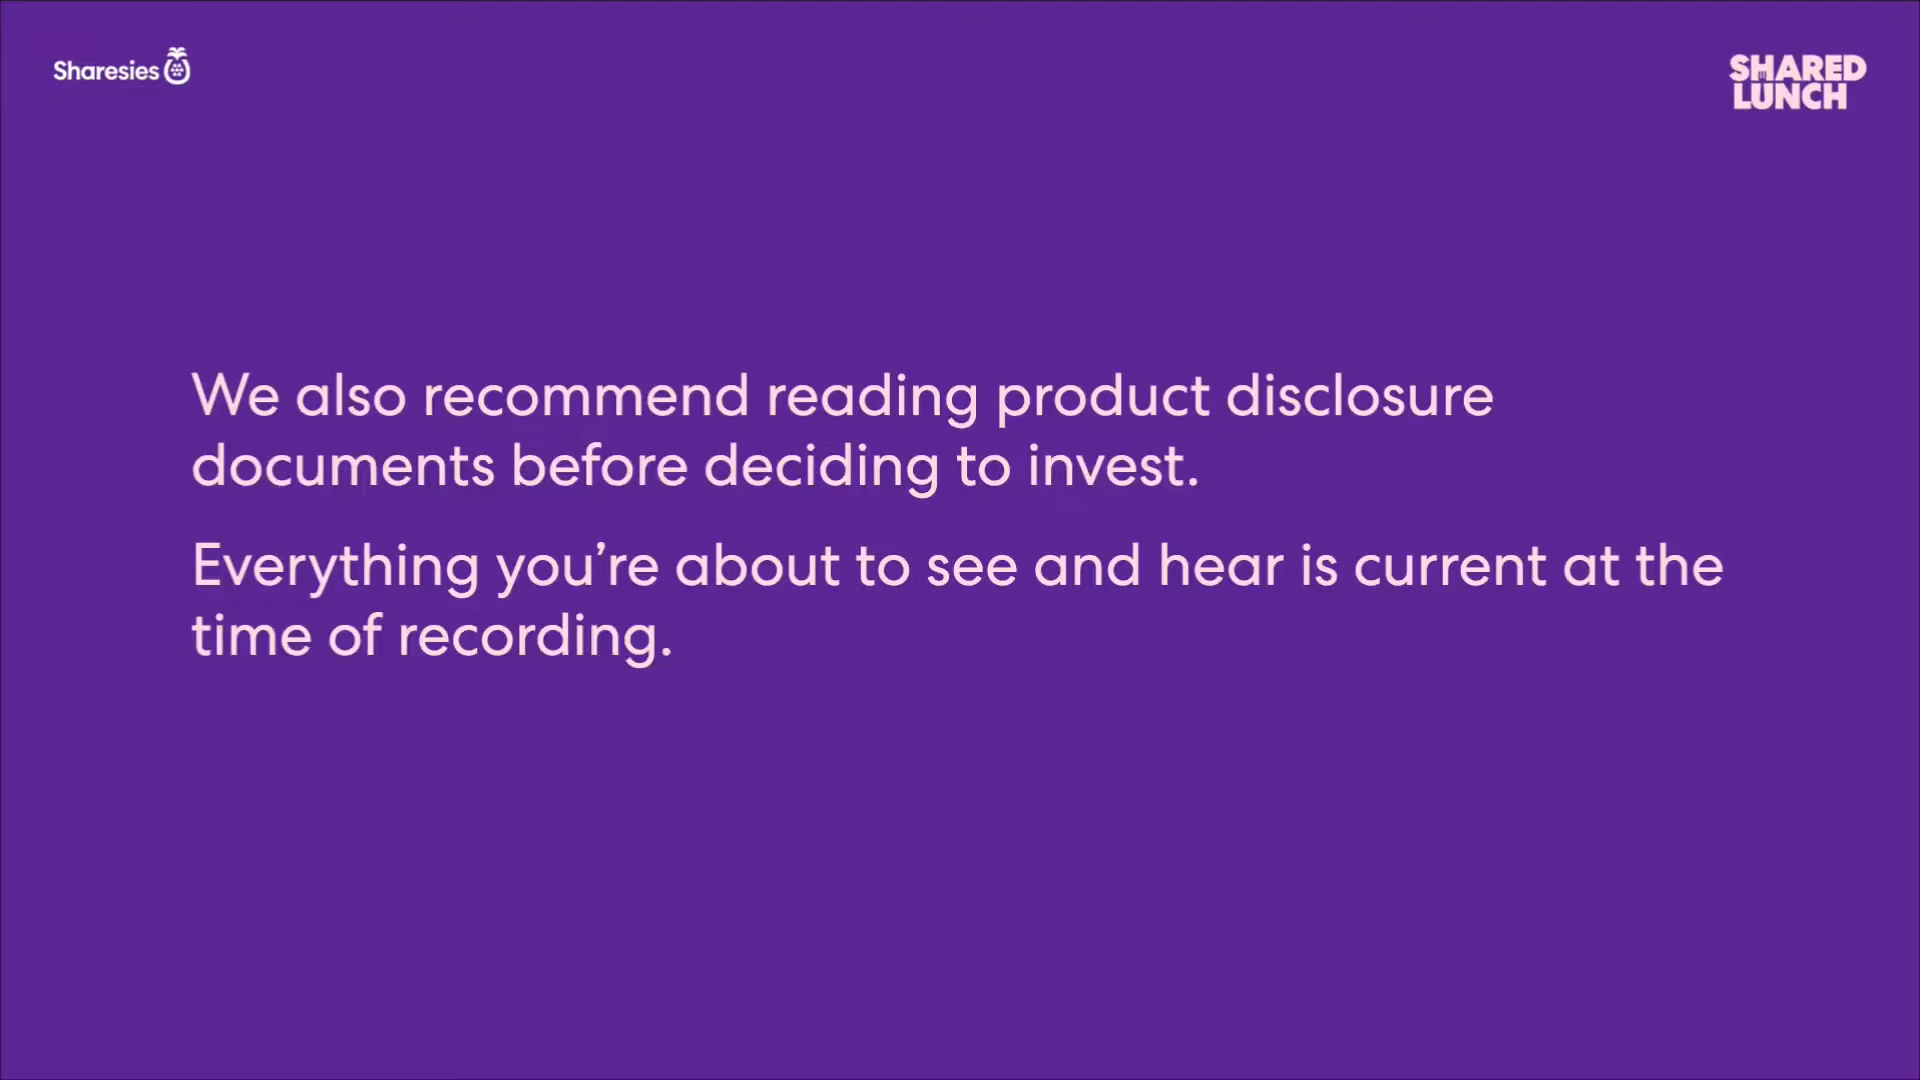 Sharesies
SHARED
LUNCH
We also recommend reading product disclosure
documents before deciding to invest.
Everything you’re about to see and hear is current at the
time of recording.